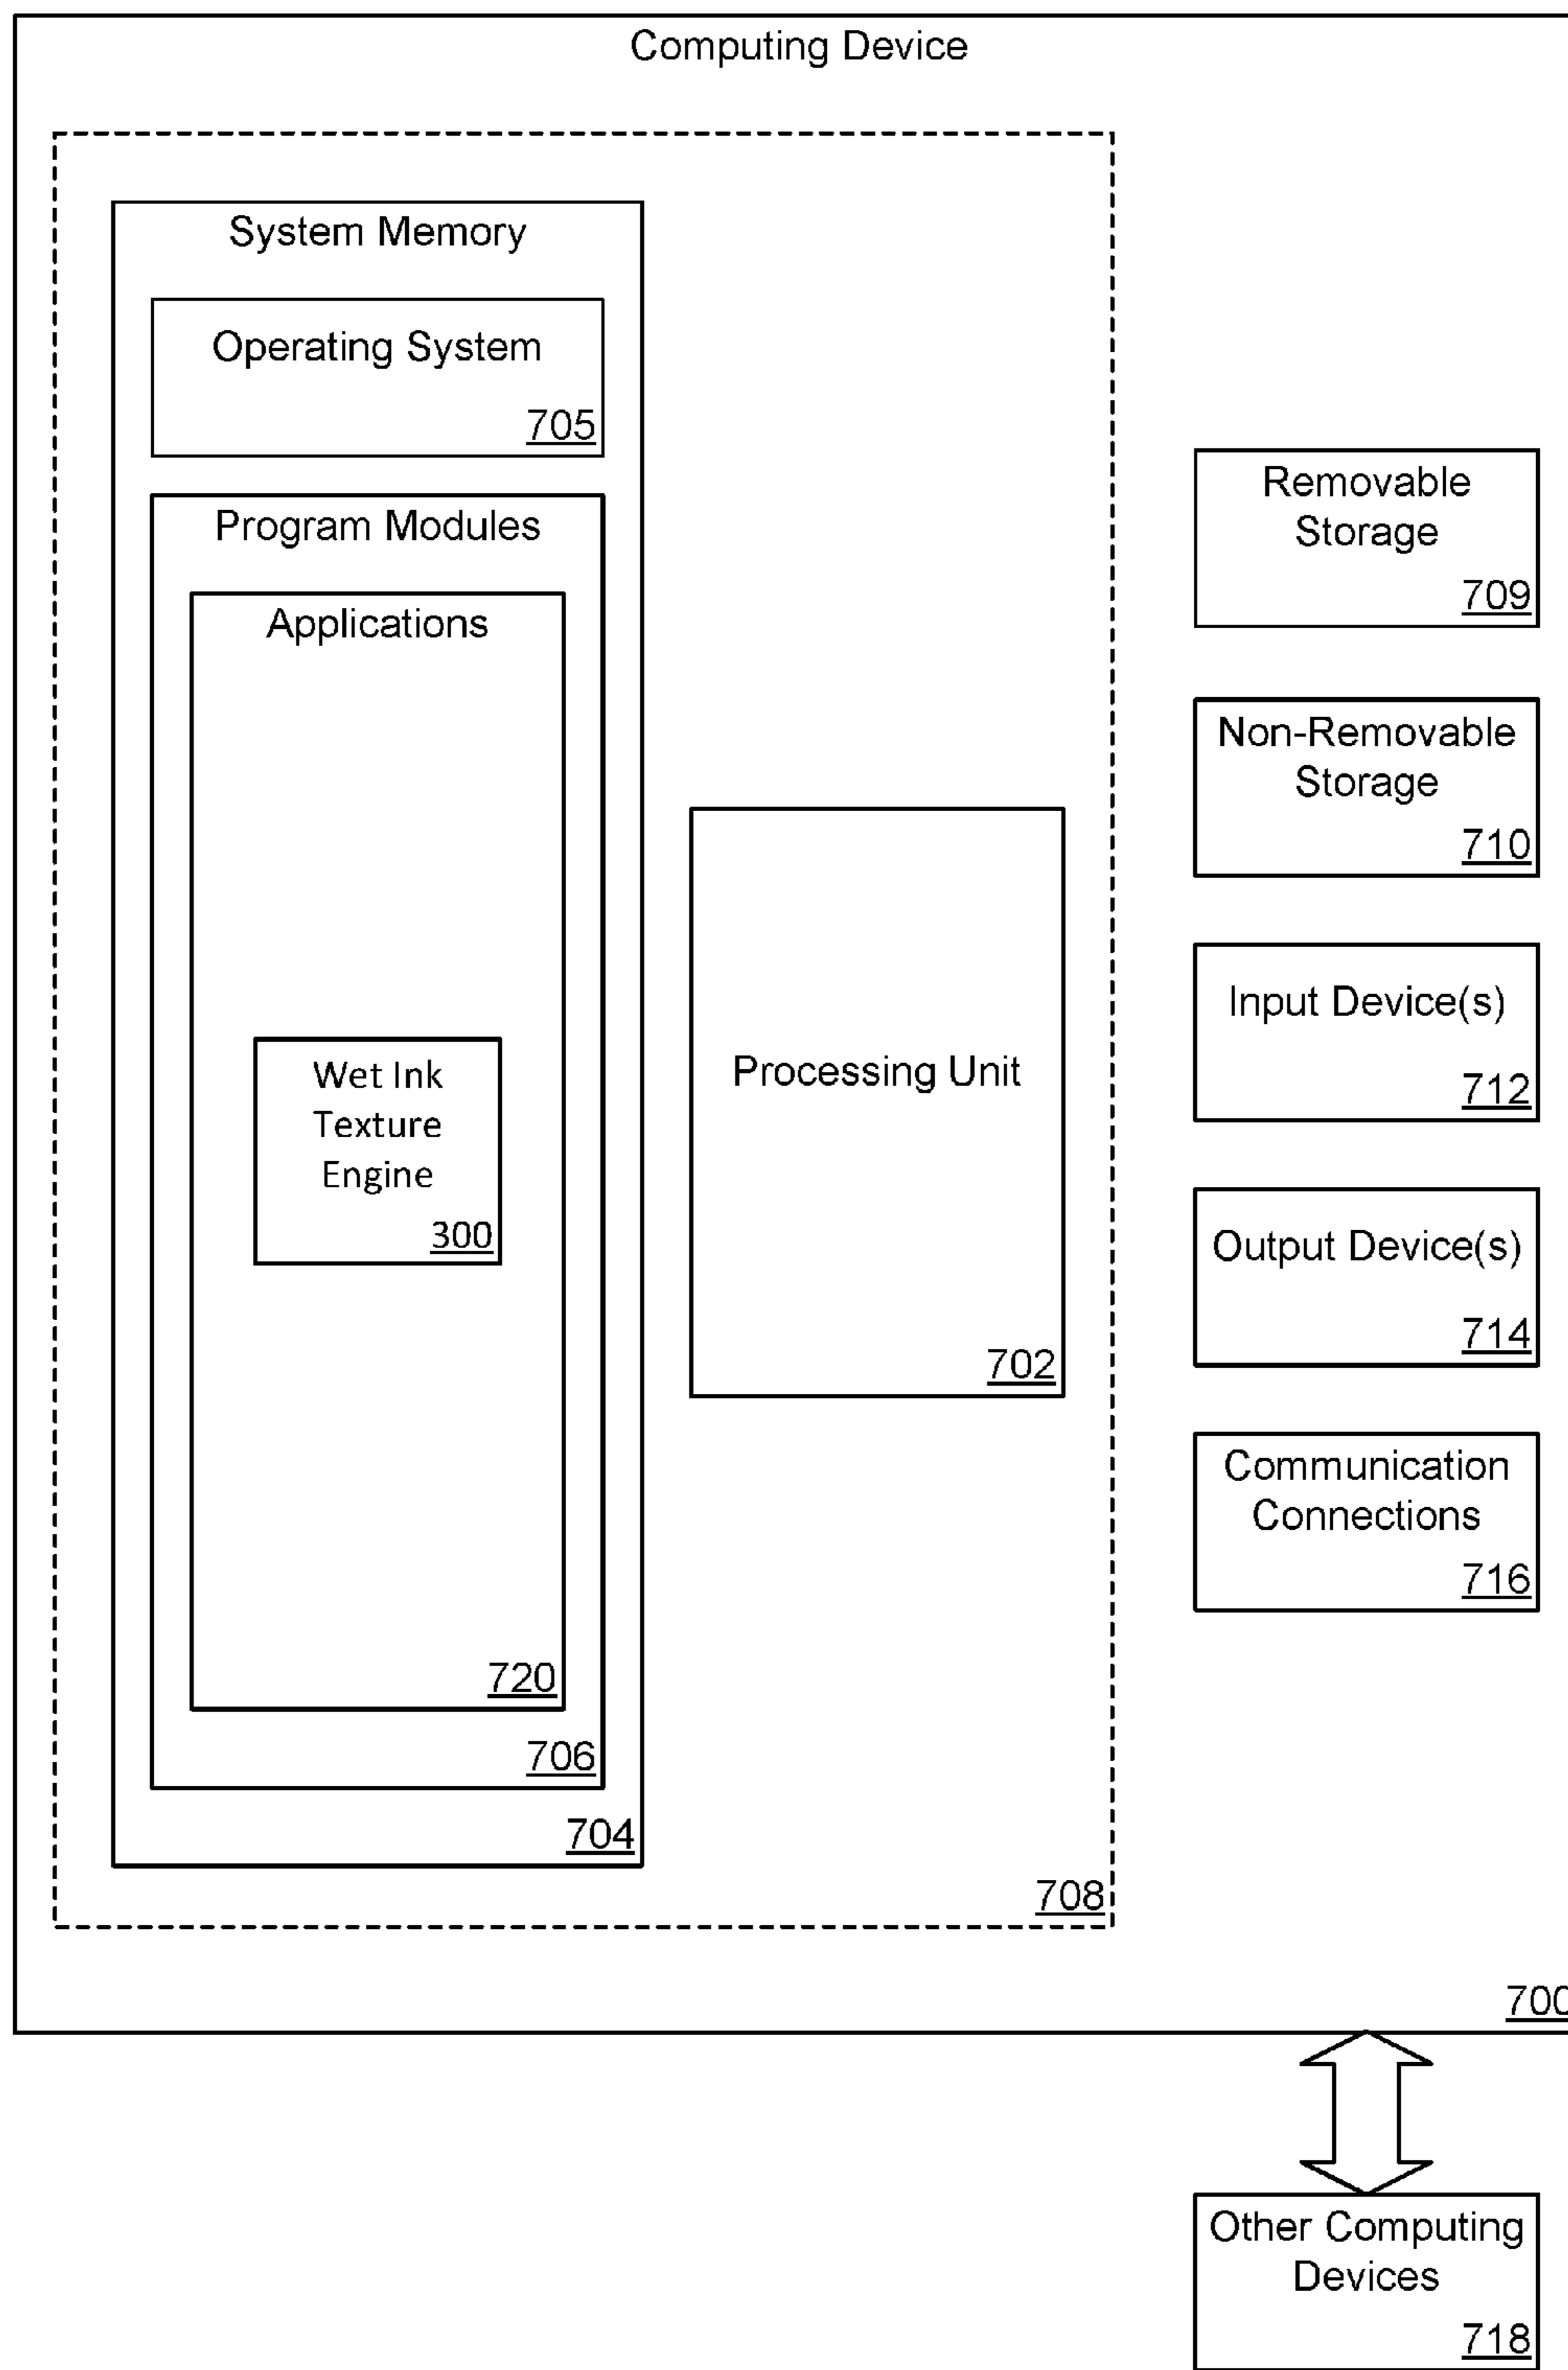 Computing Device
System Memory
Operating System
705
Program Modules
Applications
Wet Ink
Texture
Engine
300
720
706
704
Processing Unit
702
708
Removable
Storage
709
Non-Removable
Storage
710
Input Device(s)
712
Output Device(s)
714
Communication
Connections
716
700
Other Computing
Devices
718